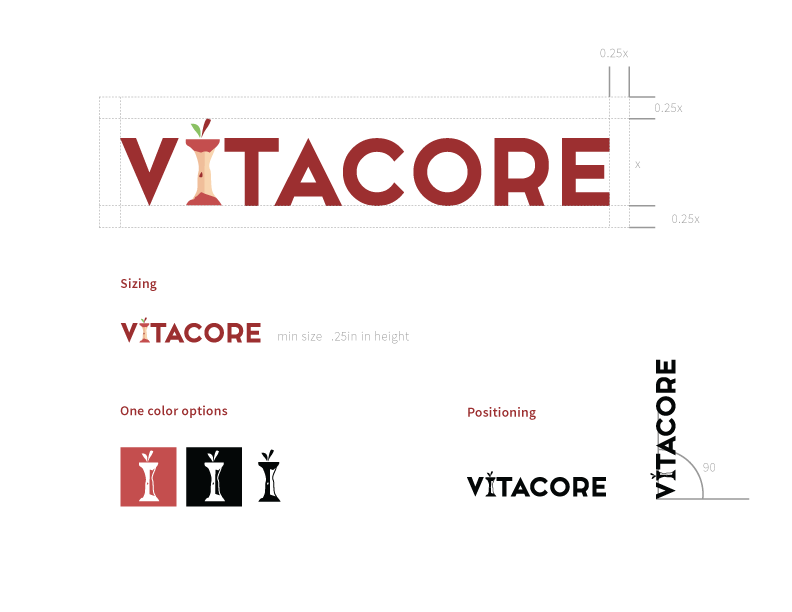 0.25x
0.25x
VITACORE
x
0.25x
Sizing
VITACORE
min size .25in in height
One color options
Positioning
VITACORE
VITACORE
90